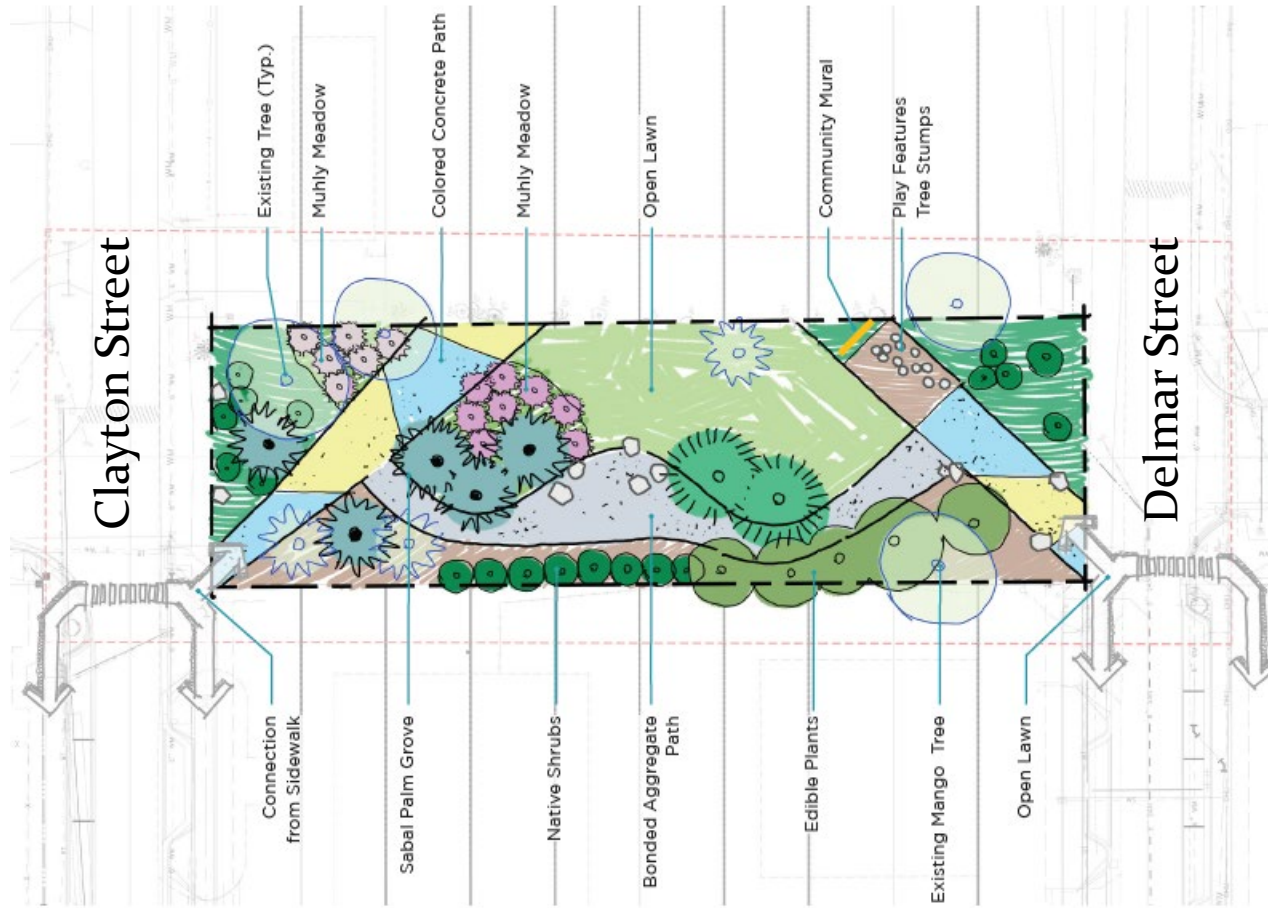 Clayton Street
Existing Tree (Typ.)
Muhly Meadow
Colored Concrete Path
Muhly Meadow
Open Lawn
Community Mural
Play Features
Tree Stumps
Delmar Street
Connection
from Sidewalk
Sabal Palm Grove
Native Shrubs
Bonded Aggregate
Path
Edible Plants
Existing Mango Tree
Open Lawn